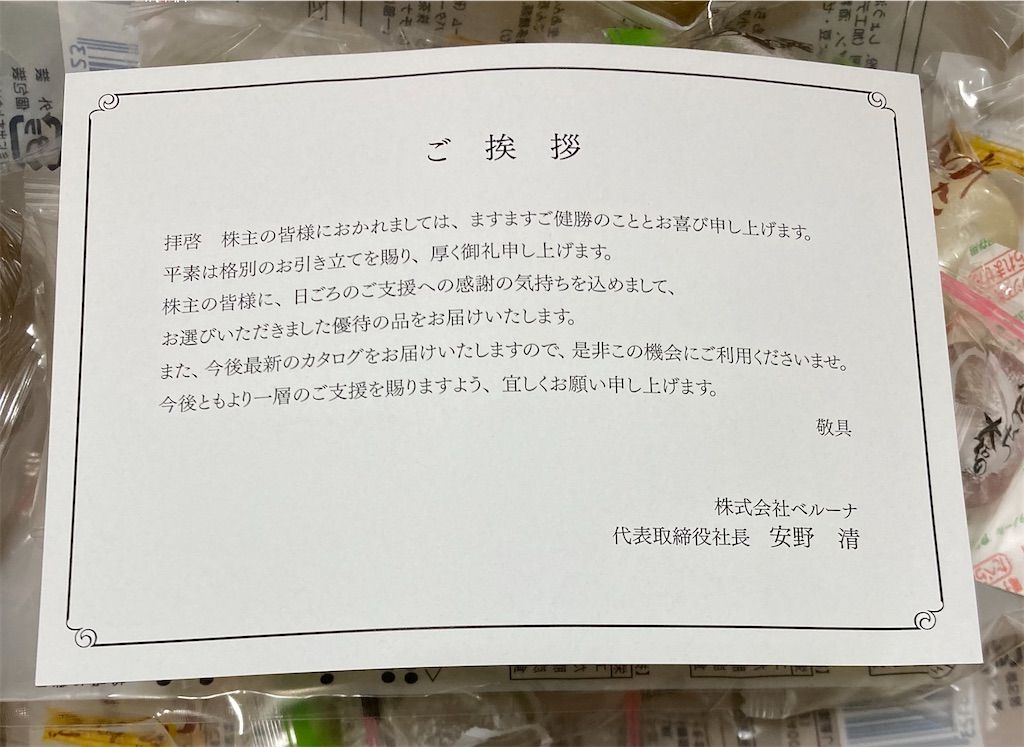 ご 挨 拶
拝啓　株主の皆様におかれましては、ますますご健勝のこととお喜び申し上げます。
平素は格別のお引き立てを賜り、厚く御礼申し上げます。
株主の皆様に、日ごろのご支援への感謝の気持ちを込めまして、
お選びいただきました優待の品をお届けいたします。
また、今後最新のカタログをお届けいたしますので、是非この機会にご利用くださいませ。
今後ともより一層のご支援を賜りますよう、宜しくお願い申し上げます。
敬具
株式会社ベルーナ
代表取締役社長　安野　清